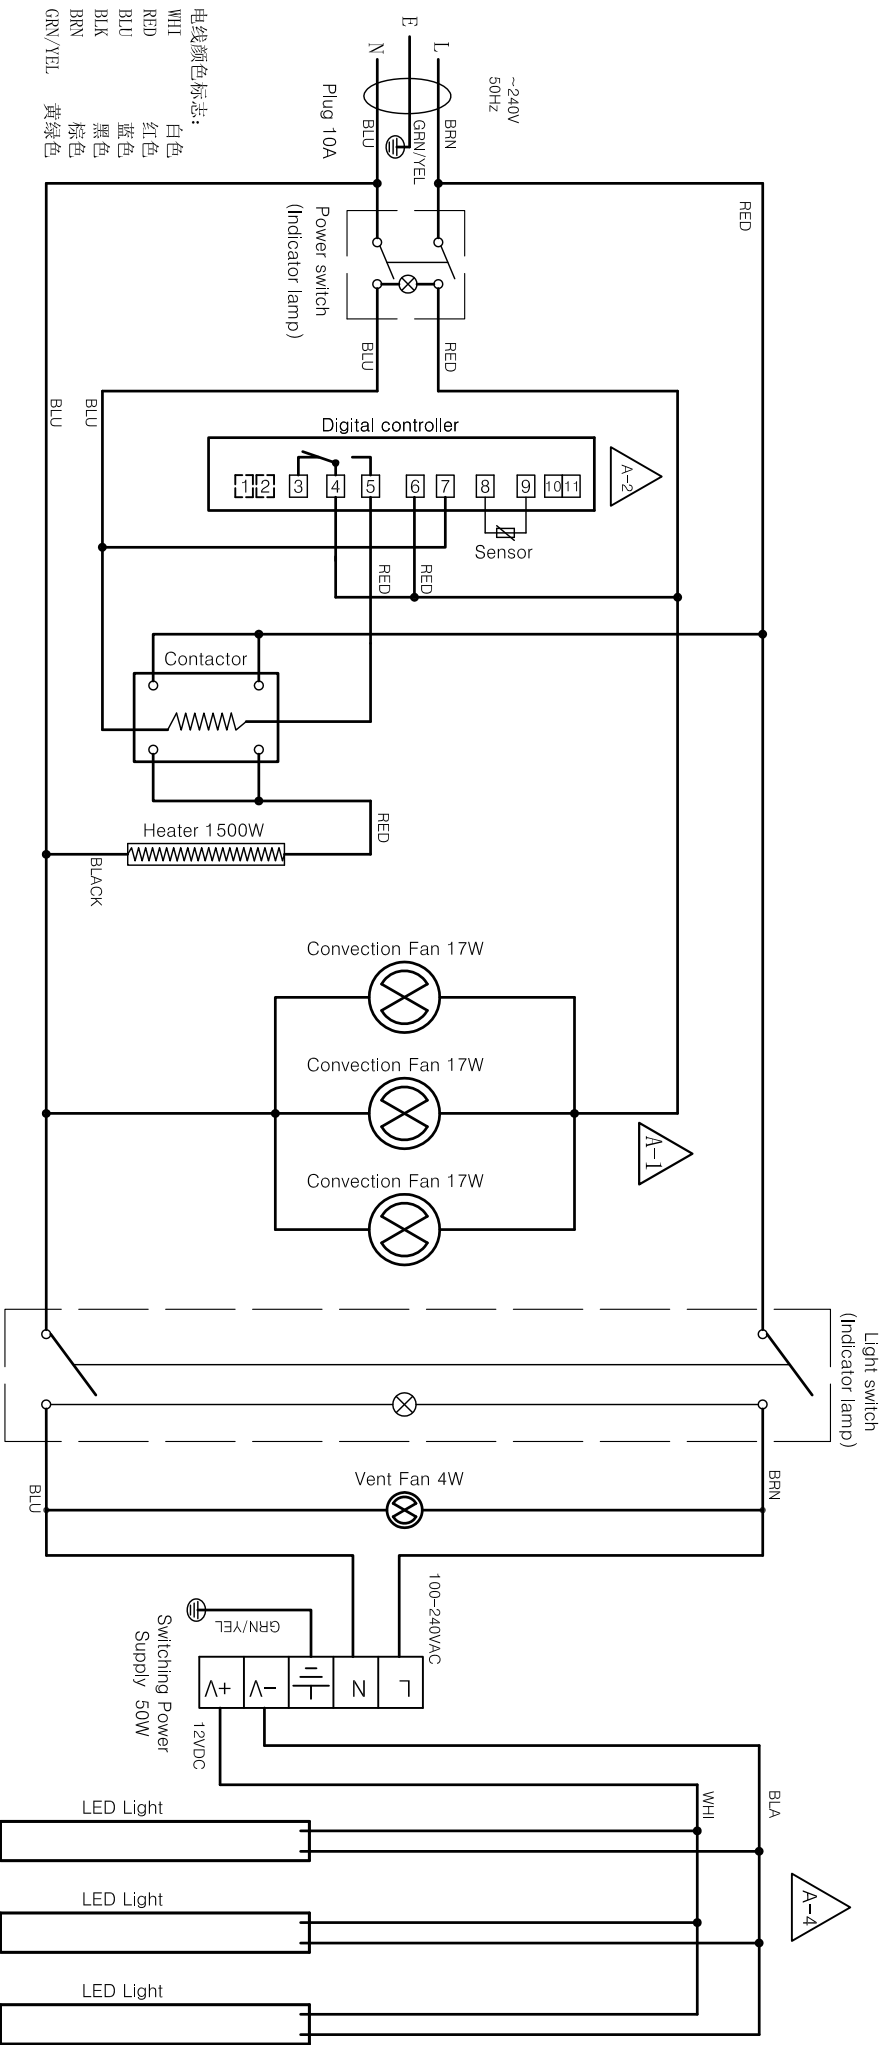 电线颜色标志:
WHI 白色
RED 红色
BLU 蓝色
BLK 黑色
BRN 棕色
GRN/YEL 黄绿色
~240V
50Hz
L
E
N
BRN
GRN/YEL
BLU
Plug 10A
RED
Power switch
(Indicator lamp)
RED
BLU
BLU
BLU
Digital controller
1 2 3 4 5 6 7 8 9 10 11
A-2
Sensor
RED
RED
Contactor
RED
Heater 1500W
BLACK
Convection Fan 17W
Convection Fan 17W
A-1
Convection Fan 17W
Light switch
(Indicator lamp)
Vent Fan 4W
BRN
BLU
100-240VAC
GRN/YEL
Switching Power
Supply 50W
L
N
-V
+V
12VDC
WHI
BLA
LED Light
A-4
LED Light
LED Light